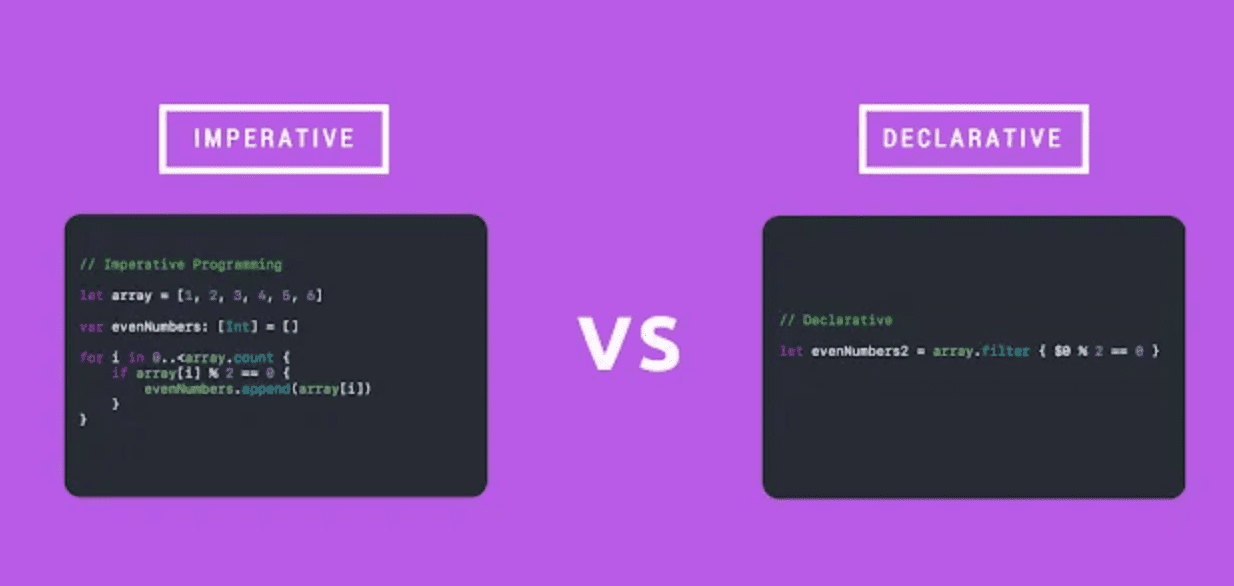 IMPERATIVE
// Imperative Programming
let array = [1, 2, 3, 4, 5, 6]
var evenNumbers: [Int] = []
for i in 0..<array.count {
    if array[i] % 2 == 0 {
        evenNumbers.append(array[i])
    }
}
VS
DECLARATIVE
// Declarative
let evenNumbers2 = array.filter { $0 % 2 == 0 }